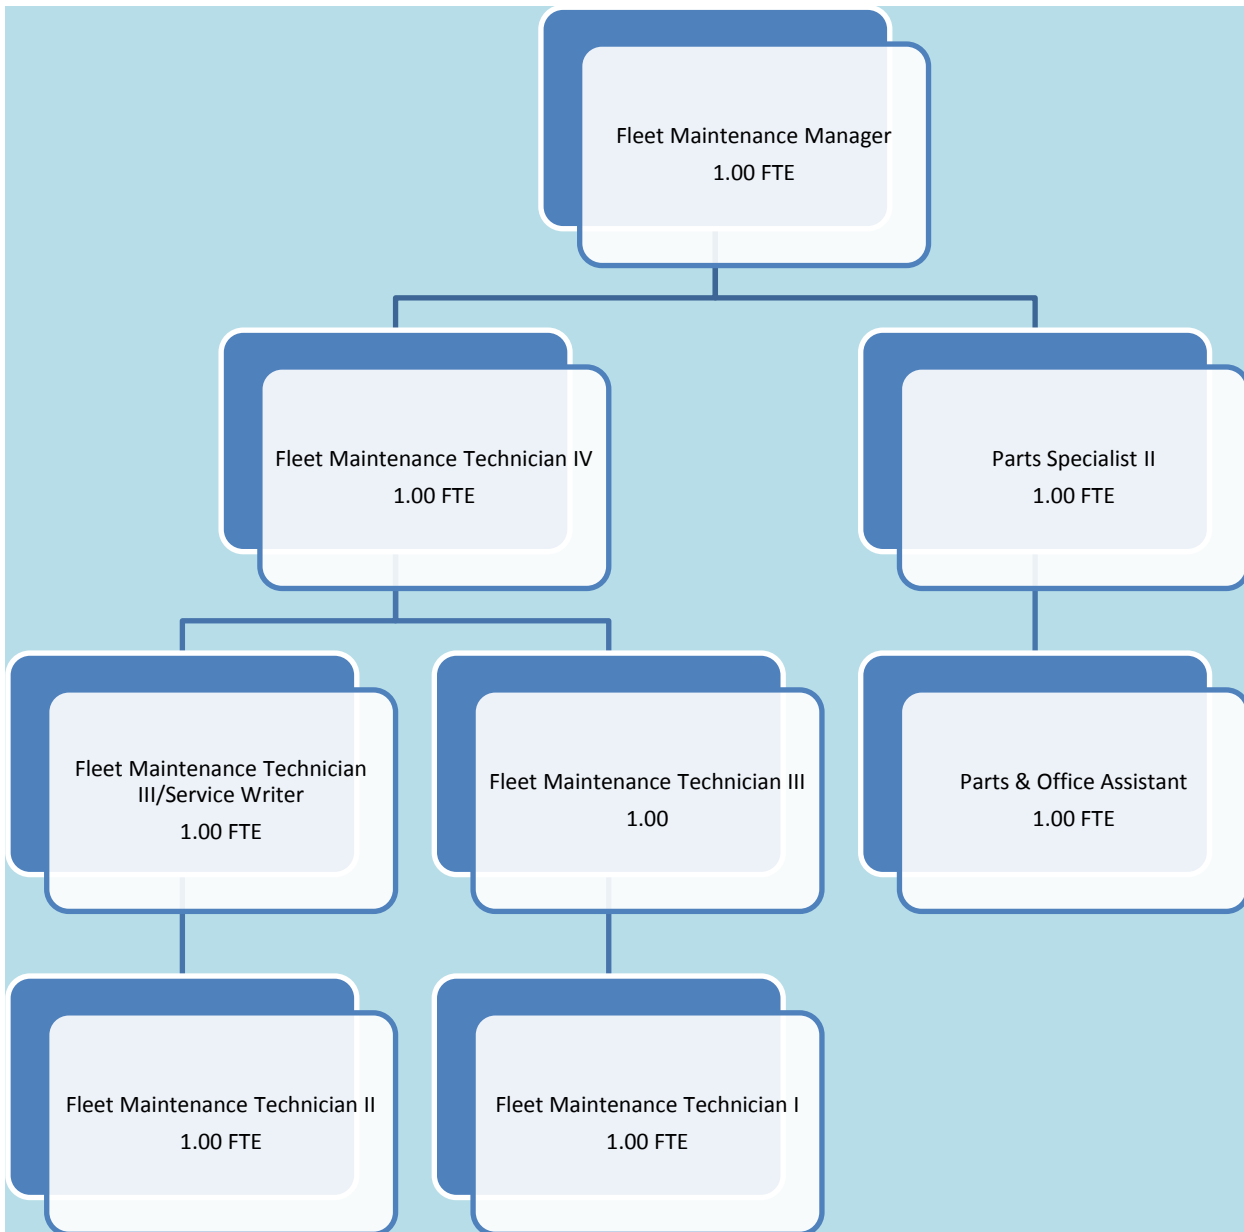 Fleet Maintenance Manager
1.00 FTE
Fleet Maintenance Technician IV
1.00 FTE
Parts Specialist II
1.00 FTE
Fleet Maintenance Technician
III/Service Writer
1.00 FTE
Fleet Maintenance Technician III
1.00
Parts & Office Assistant
1.00 FTE
Fleet Maintenance Technician II
1.00 FTE
Fleet Maintenance Technician I
1.00 FTE